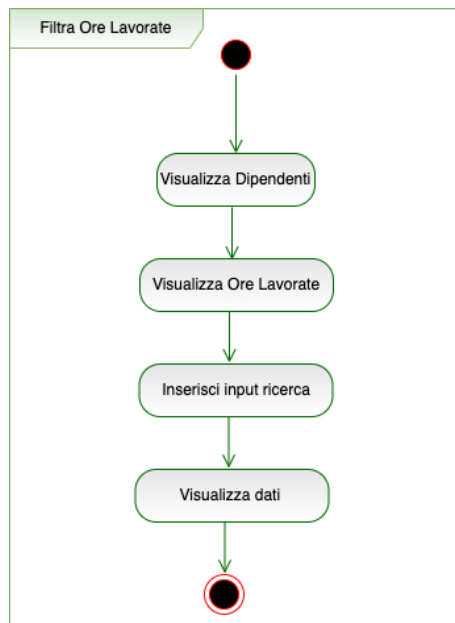 Filtra Ore Lavorate
Visualizza Dipendenti
Visualizza Ore Lavorate
Inserisci input ricerca
Visualizza dati